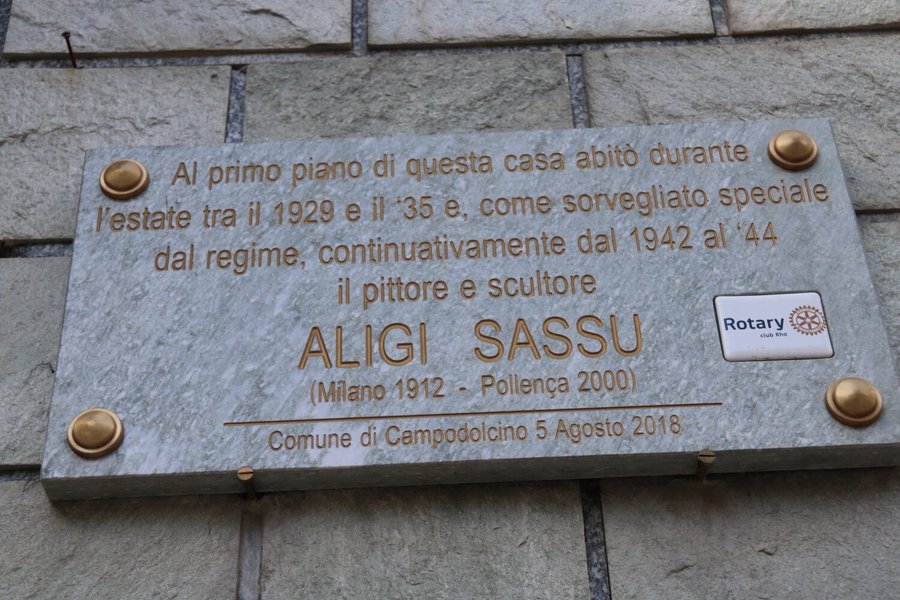 Al primo piano di questa casa abitò durante
l'estate tra il 1929 e il '35 e, come sorvegliato speciale
dal regime, continuativamente dal 1942 al '44
il pittore e scultore
ALIGI SASSU
(Milano 1912 - Pollença 2000)
Comune di Campodolcino 5 Agosto 2018
Rotary
club Rho